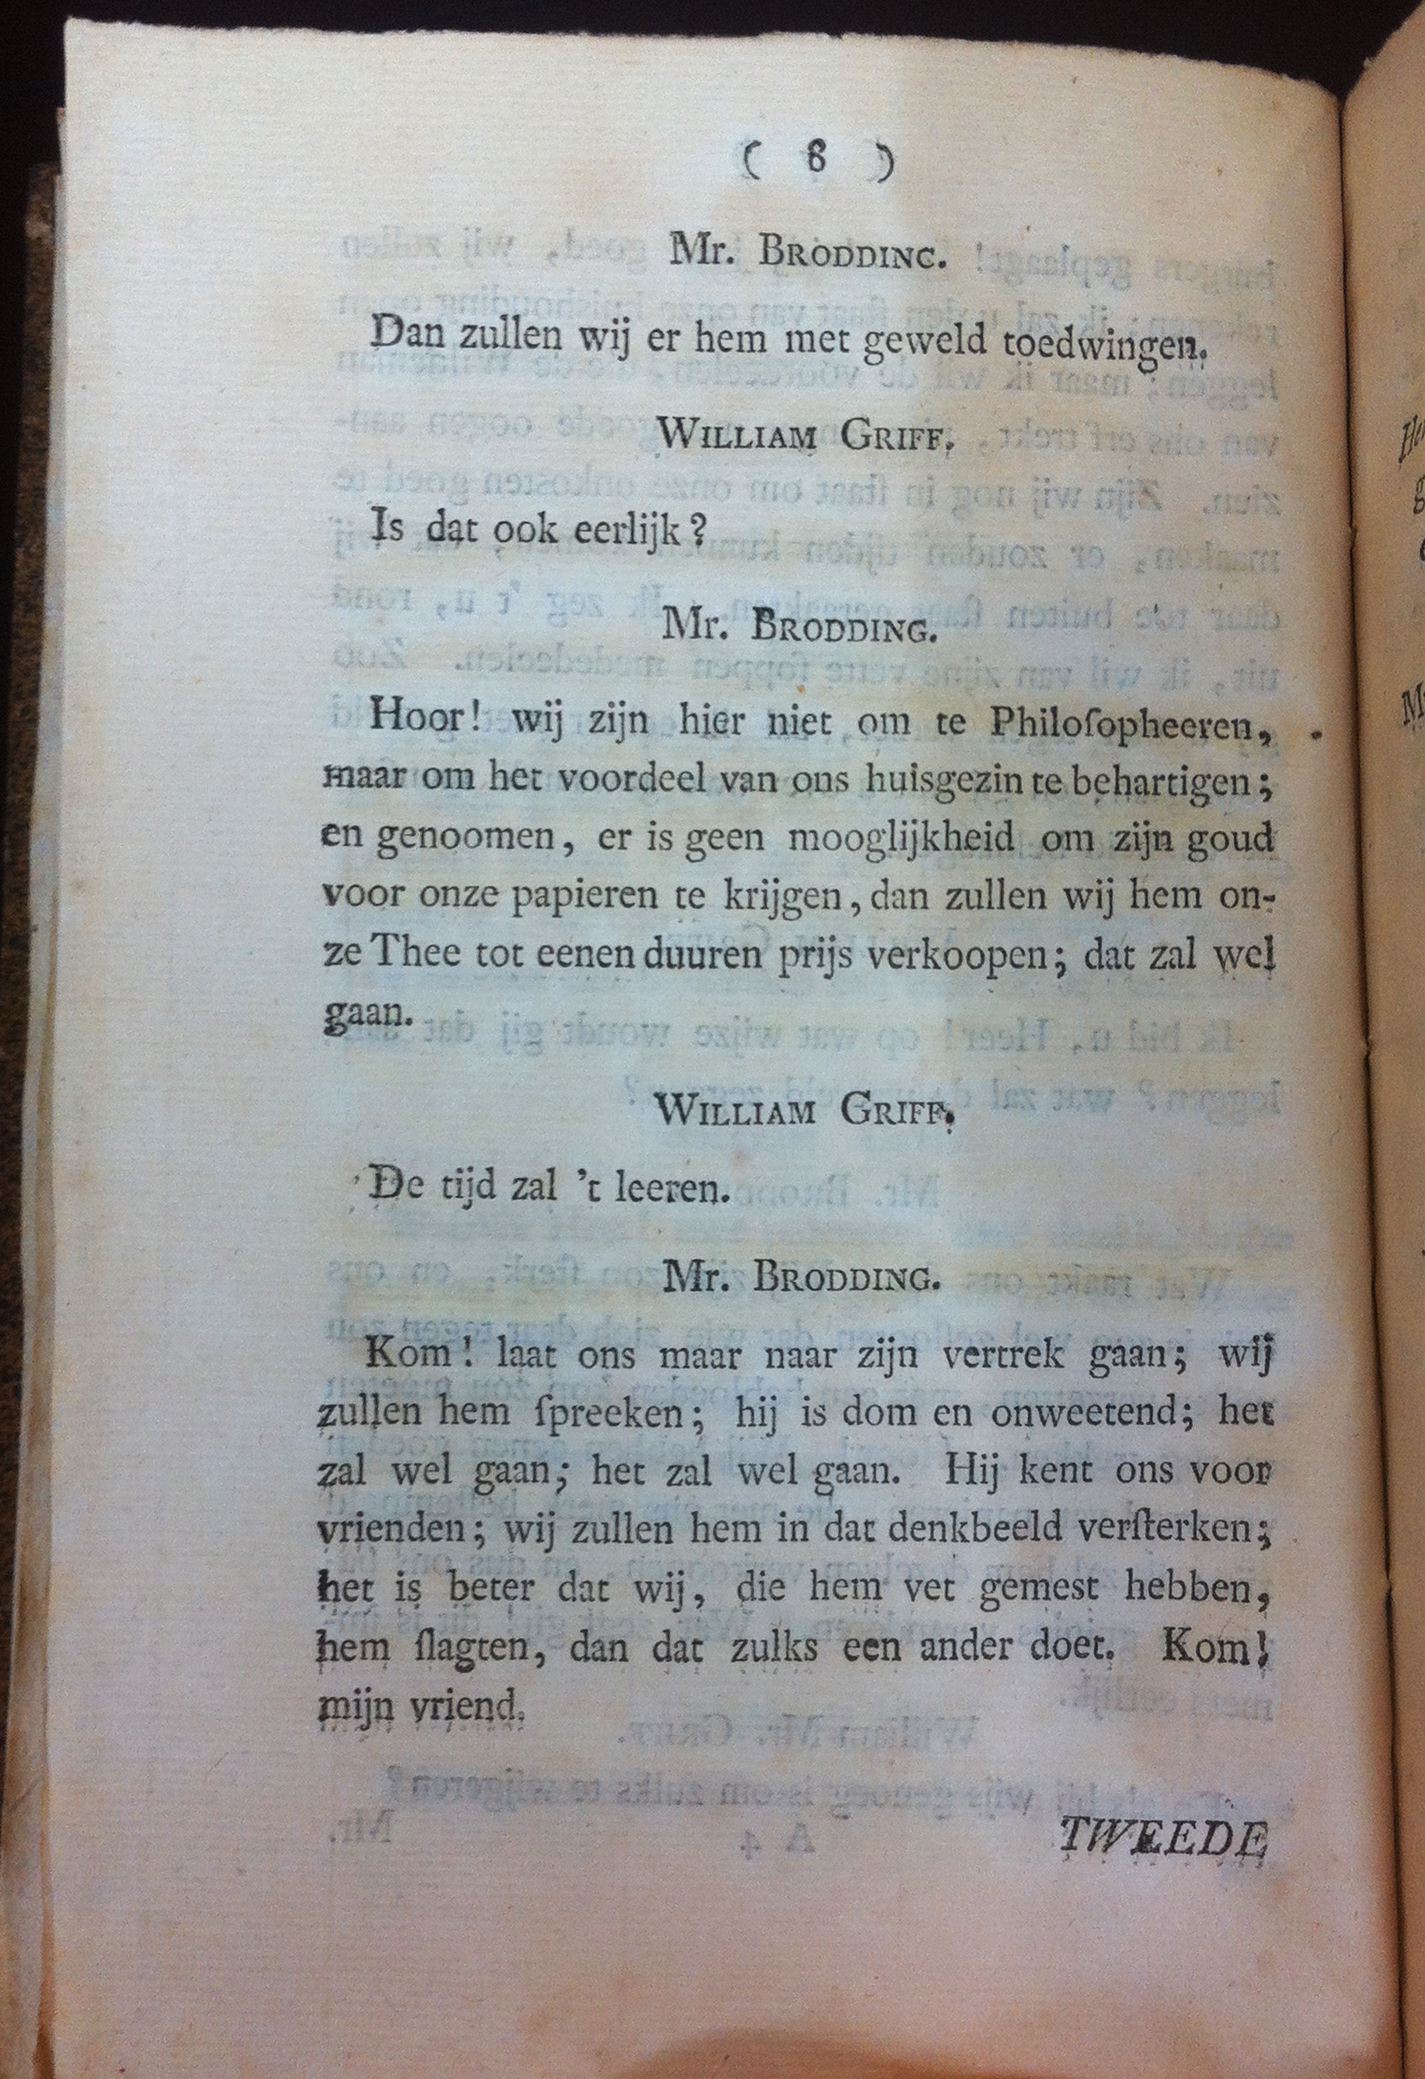 ( 8 )
Mr. BRODDING.
Dan zullen wij er hem met geweld toedwingen.
WILLIAM GRIFF.
Is dat ook eerlijk?
Mr. BRODDING.
Hoor! wij zijn hier niet om te Philoſopheeren,
maar om het voordeel van ons huisgezin te behartigen;
en genoomen, er is geen mooglijkheid om zijn goud
voor onze papieren te krijgen, dan zullen wij hem on-
ze Thee tot eenen duuren prijs verkoopen; dat zal wel
gaan.
WILLIAM GRIFF.
De tijd zal 't leeren.
Mr. BRODDING.
Kom! laat ons maar naar zijn vertrek gaan; wij
zullen hem ſpreeken; hij is dom en onweetend; het
zal wel gaan; het zal wel gaan. Hij kent ons voor
vrienden; wij zullen hem in dat denkbeeld verſterken;
het is beter dat wij, die hem vet gemest hebben,
hem ſlagten, dan dat zulks een ander doet. Kom!
mijn vriend.
TWEEDE